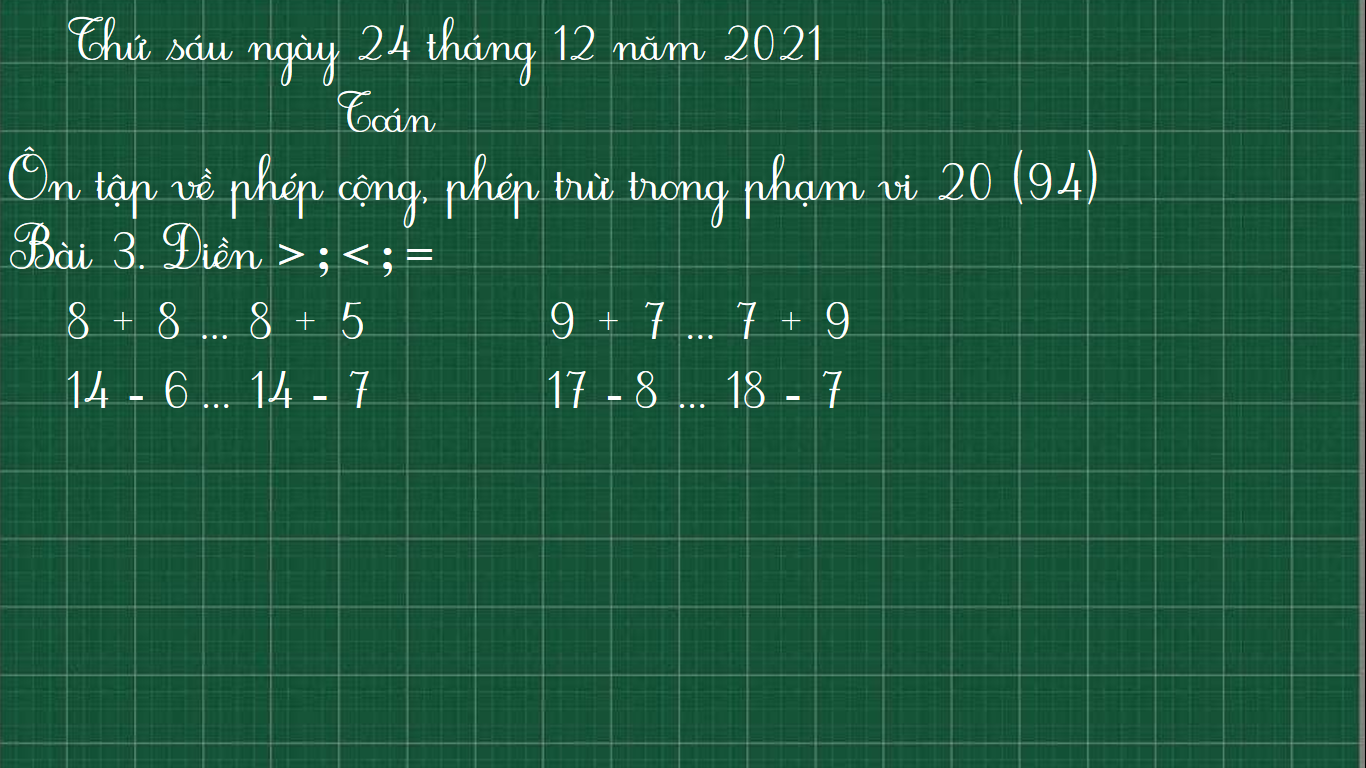 Thứ sáu ngày 24 tháng 12 năm 2021
Toán
Ôn tập về phép cộng, phép trừ trong phạm vi 20 (94)
Bài 3. Điền > ; < ; =
8 + 8 ... 8 + 5 9 + 7 ... 7 + 9
14 - 6 ... 14 - 7 17 - 8 ... 18 - 7